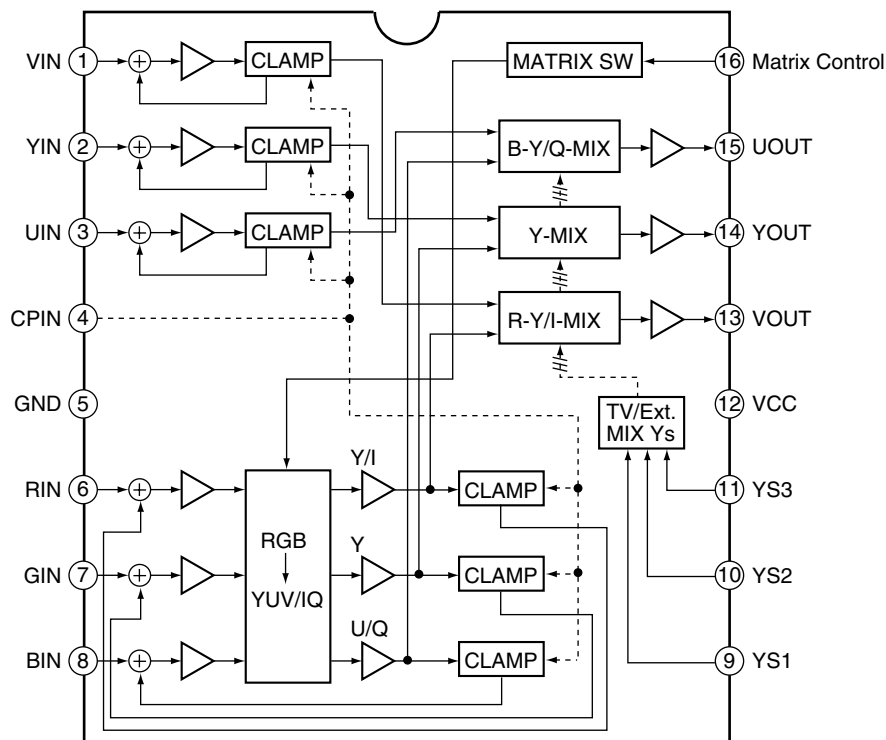 VIN 1 + CLAMP MATRIX SW 16 Matrix Control
YIN 2 + CLAMP B-Y/Q-MIX 15 UOUT
UIN 3 + CLAMP Y-MIX 14 YOUT
CPIN 4 R-Y/I-MIX 13 VOUT
GND 5 TV/Ext. 12 VCC
MIX Ys
Y/I
RIN 6 + CLAMP 11 YS3
RGB
Y
GIN 7 + CLAMP 10 YS2
YUV/IQ
U/Q
BIN 8 + CLAMP 9 YS1